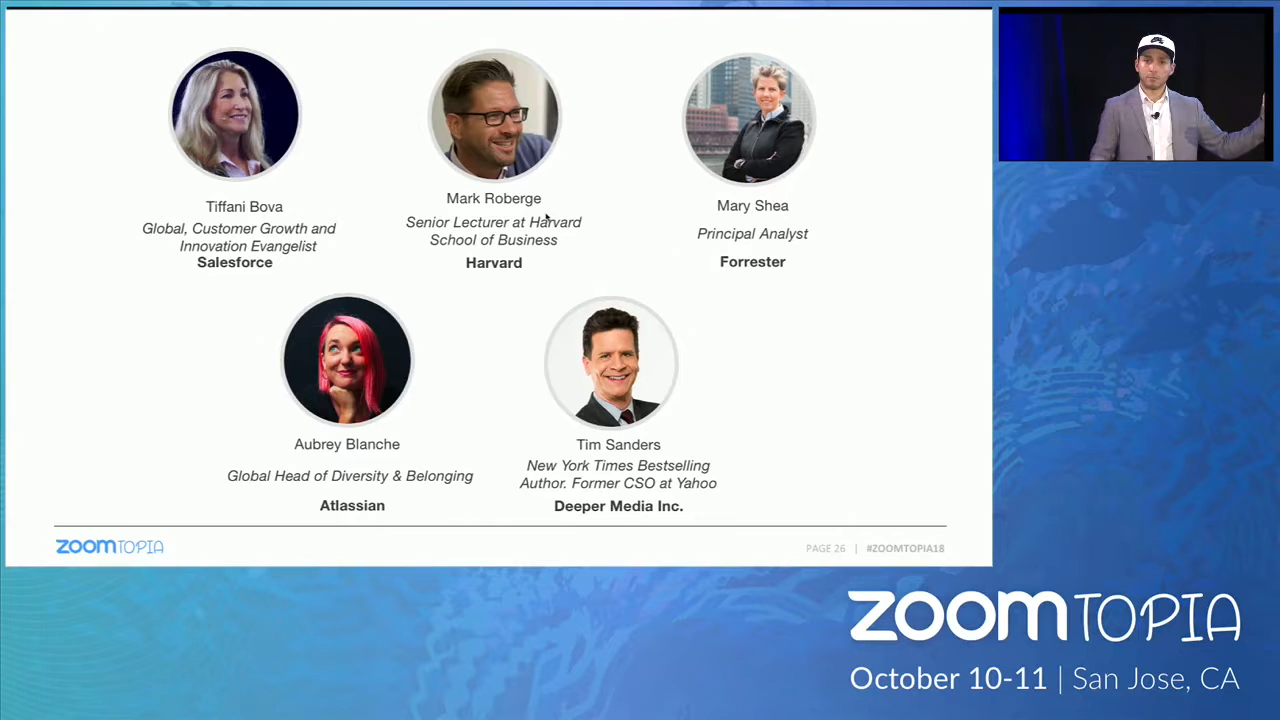 Tiffani Bova
Global, Customer Growth and
Innovation Evangelist
Salesforce
Mark Roberge
Senior Lecturer at Harvard
School of Business
Harvard
Mary Shea
Principal Analyst
Forrester
Aubrey Blanche
Global Head of Diversity & Belonging
Atlassian
Tim Sanders
New York Times Bestselling
Author. Former CSO at Yahoo
Deeper Media Inc.
zoomTOPIA
PAGE 26 | #ZOOMTOPIA18
zoomTOPIA
October 10-11 | San Jose, CA